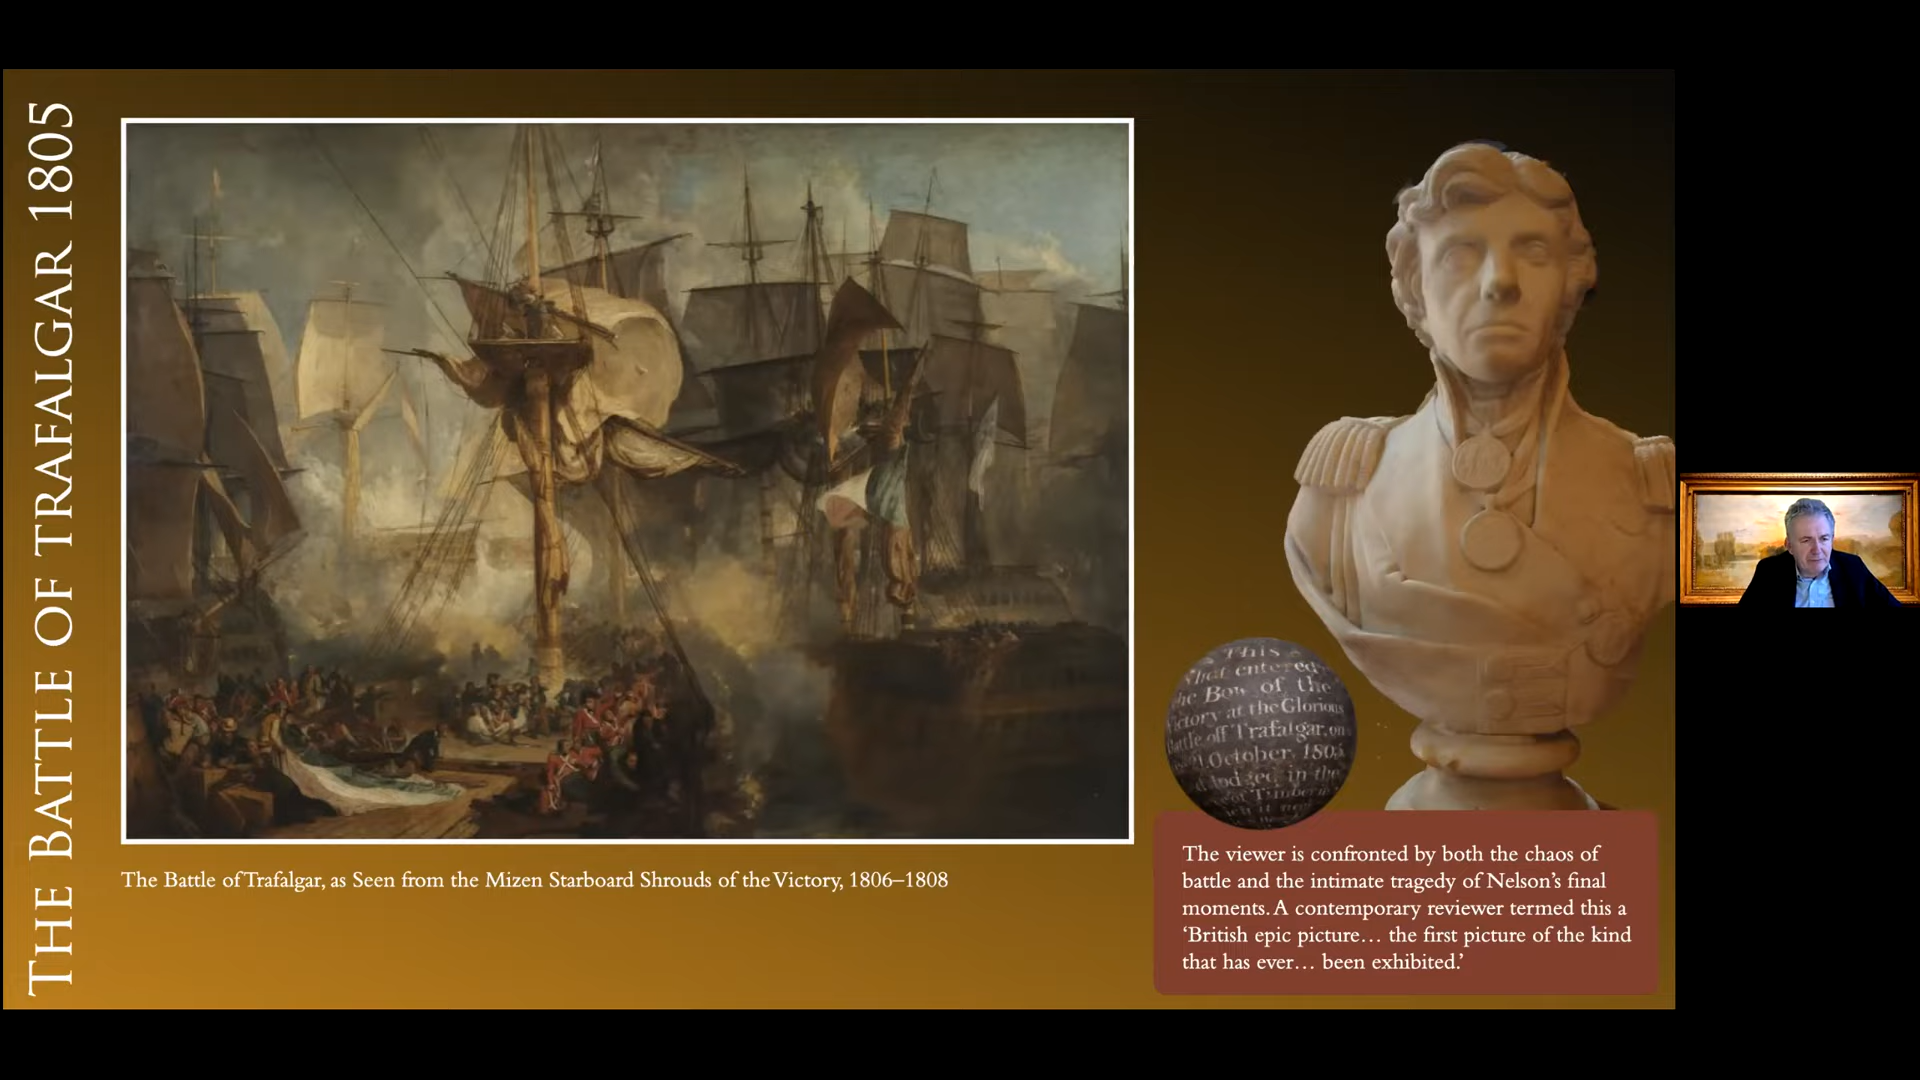 THE BATTLE OF TRAFALGAR 1805
The Battle of Trafalgar, as Seen from the Mizen Starboard Shrouds of the Victory, 1806–1808
This
Shot entered
the Bow of the
Victory at the Glorious
Battle off Trafalgar, on
October, 1805
in the
The viewer is confronted by both the chaos of
battle and the intimate tragedy of Nelson’s final
moments. A contemporary reviewer termed this a
‘British epic picture… the first picture of the kind
that has ever… been exhibited.’